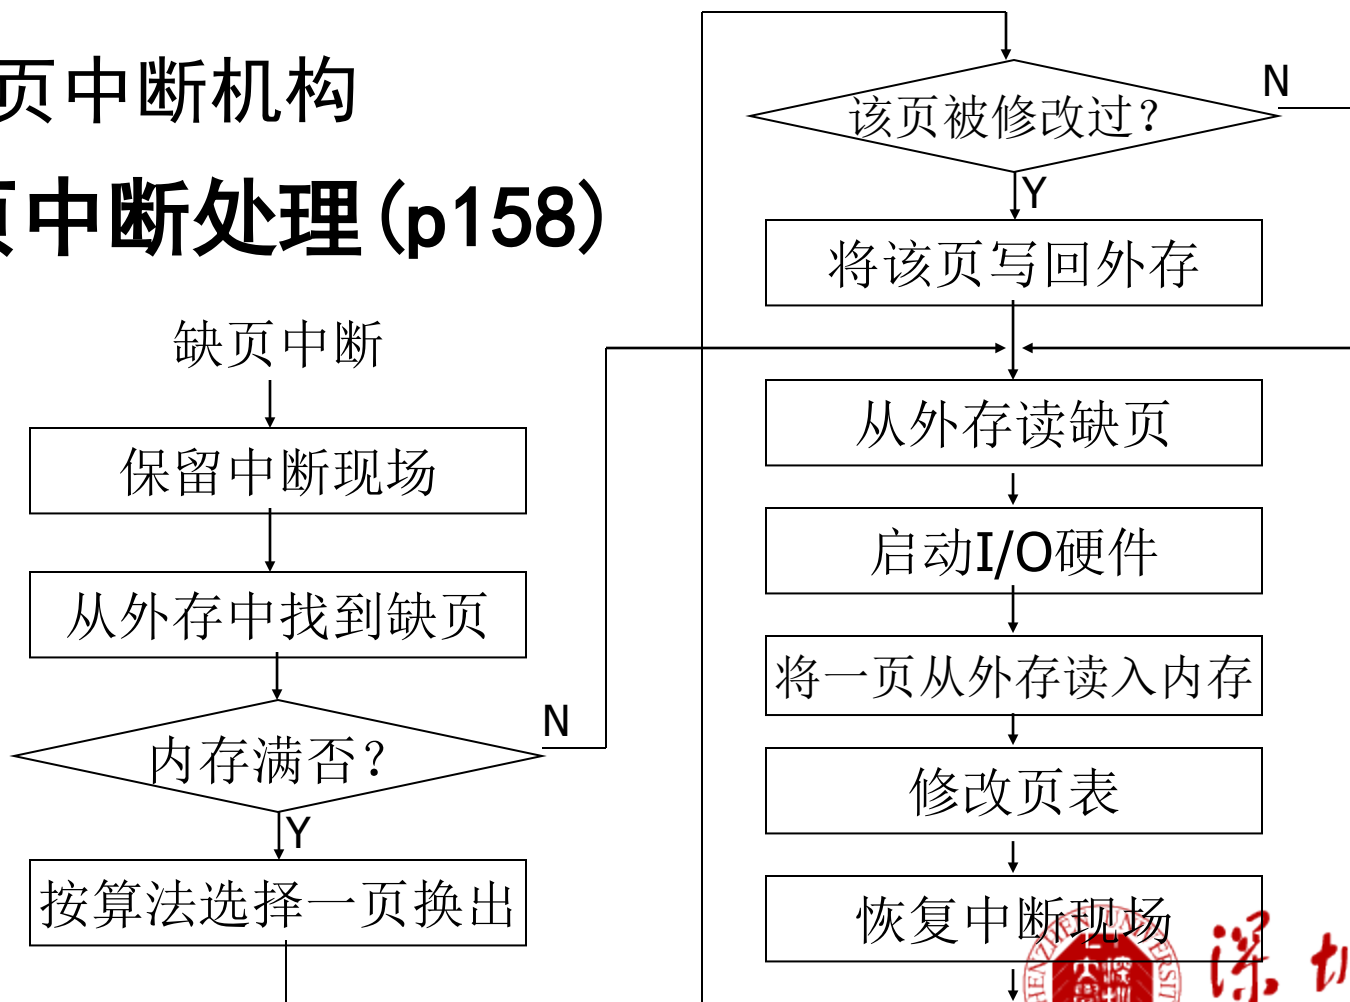 页中断机构
页中断处理(p158)
缺页中断
保留中断现场
从外存中找到缺页
内存满否?
N
Y
按算法选择一页换出
该页被修改过?
N
Y
将该页写回外存
从外存读缺页
启动I/O硬件
将一页从外存读入内存
修改页表
恢复中断现场
深圳